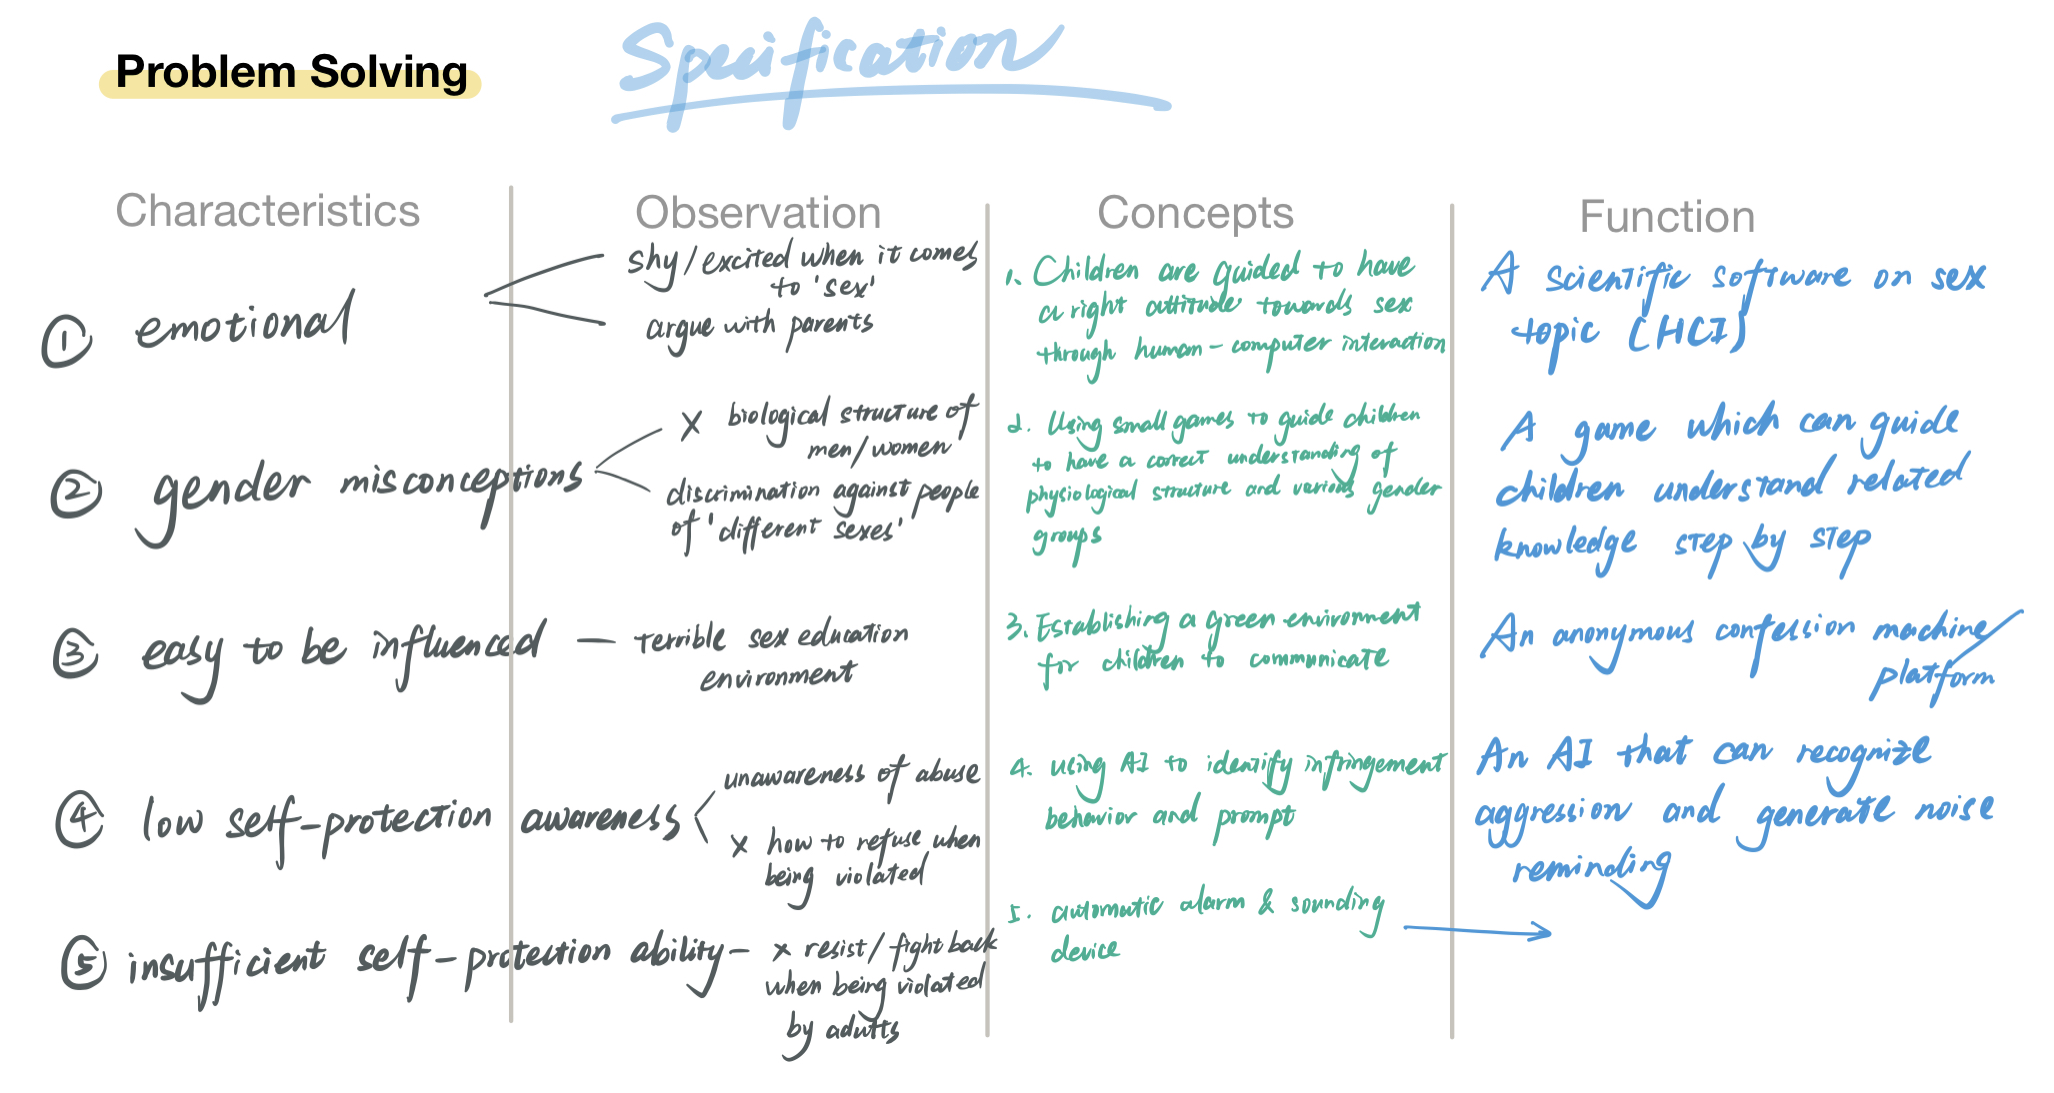 Problem Solving
Specification
Characteristics
① emotional
② gender misconceptions
③ easy to be influenced
④ low self-protection awareness
⑤ insufficient self-protection ability
Observation
shy/excited when it comes
to 'sex'
argue with parents
× biological structure of
men/women
discrimination against people
of 'different sexes'
terrible sex education
environment
unawareness of abuse
× how to refuse when
being violated
× resist/fight back
when being violated
by adults
Concepts
1. Children are guided to have
a right attitude towards sex
through human-computer interaction
2. Using small games to guide children
to have a correct understanding of
physiological structure and various gender
groups
3. Establishing a green environment
for children to communicate
4. using AI to identify infringement
behavior and prompt
5. automatic alarm & sounding
device
Function
A scientific software on sex
topic (HCI)
A game which can guide
children understand related
knowledge step by step
An anonymous confession machine
platform
An AI that can recognize
aggression and generate noise
reminding